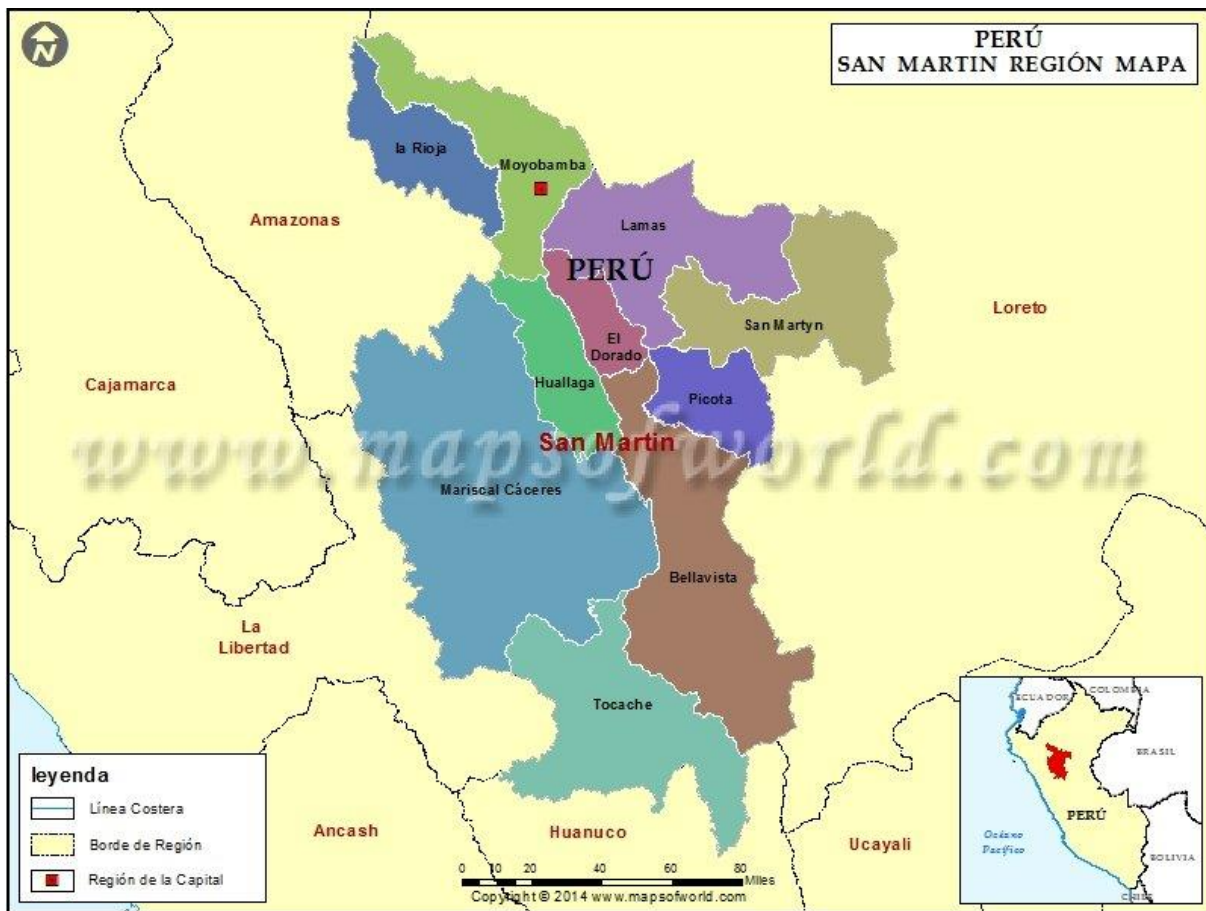 N
PERÚ
SAN MARTIN REGIÓN MAPA
la Rioja
Moyobamba
Amazonas
Lamas
PERÚ
Loreto
San Martyn
El
Dorado
Cajamarca
Huallaga
Picota
San Martin
www.mapsofworld.com
Mariscal Cáceres
Bellavista
La
Libertad
Tocache
leyenda
Línea Costera
Borde de Región
Región de la Capital
Ancash
Huanuco
Ucayali
0 10 20 40 60 80
Miles
Copyright © 2014 www.mapsofworld.com
ECUADOR
COLOMBIA
BRASIL
PERÚ
Océano
Pacífico
BOLIVIA